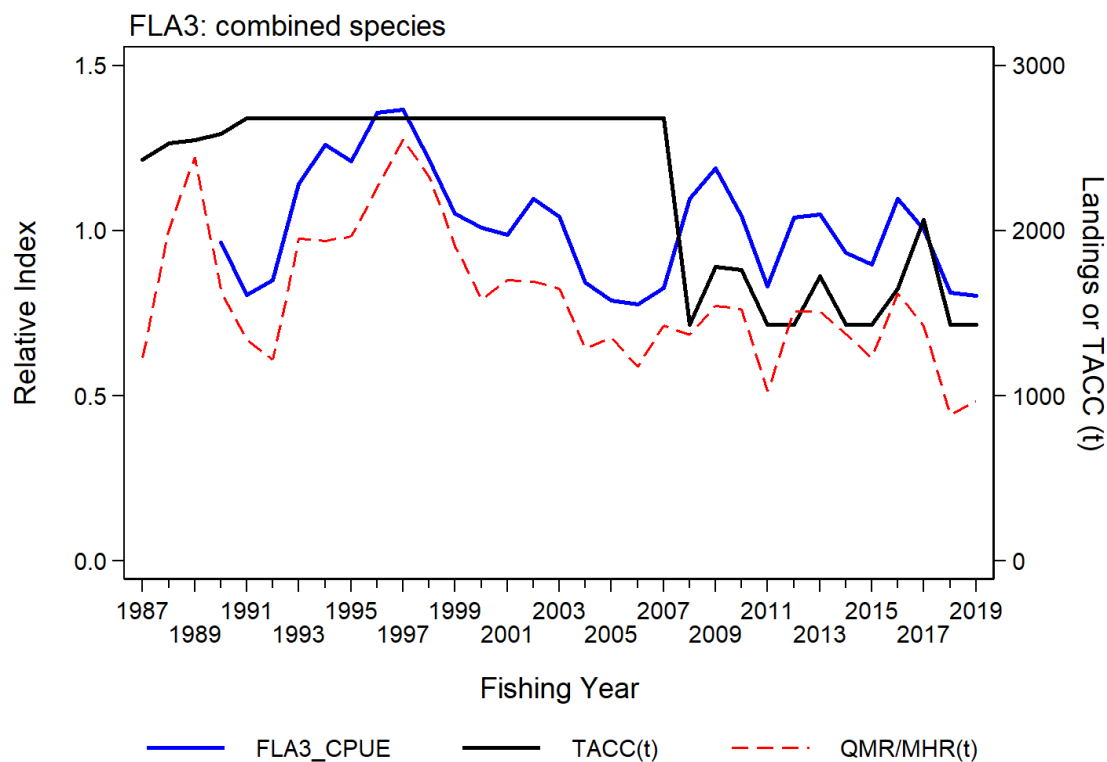 FLA3: combined species
1.5
1.0
0.5
0.0
Relative Index
3000
2000
1000
0
Landings or TACC (t)
1987 1991 1995 1999 2003 2007 2011 2015 2019
1989 1993 1997 2001 2005 2009 2013 2017
Fishing Year
FLA3_CPUE TACC(t) QMR/MHR(t)